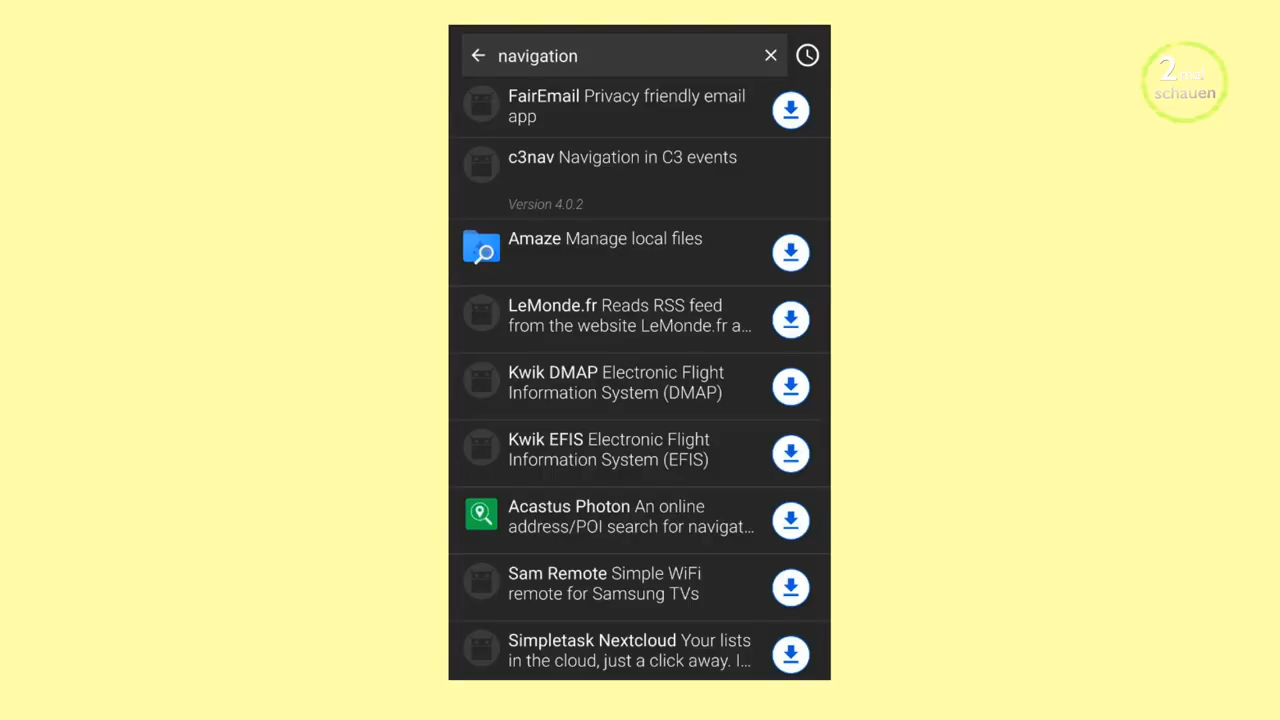 navigation
FairEmail Privacy friendly email
app
c3nav Navigation in C3 events
Version 4.0.2
Amaze Manage local files
LeMonde.fr Reads RSS feed
from the website LeMonde.fr a...
Kwik DMAP Electronic Flight
Information System (DMAP)
Kwik EFIS Electronic Flight
Information System (EFIS)
Acastus Photon An online
address/POI search for navigat...
Sam Remote Simple WiFi
remote for Samsung TVs
Simpletask Nextcloud Your lists
in the cloud, just a click away. I...
2 mal
schauen